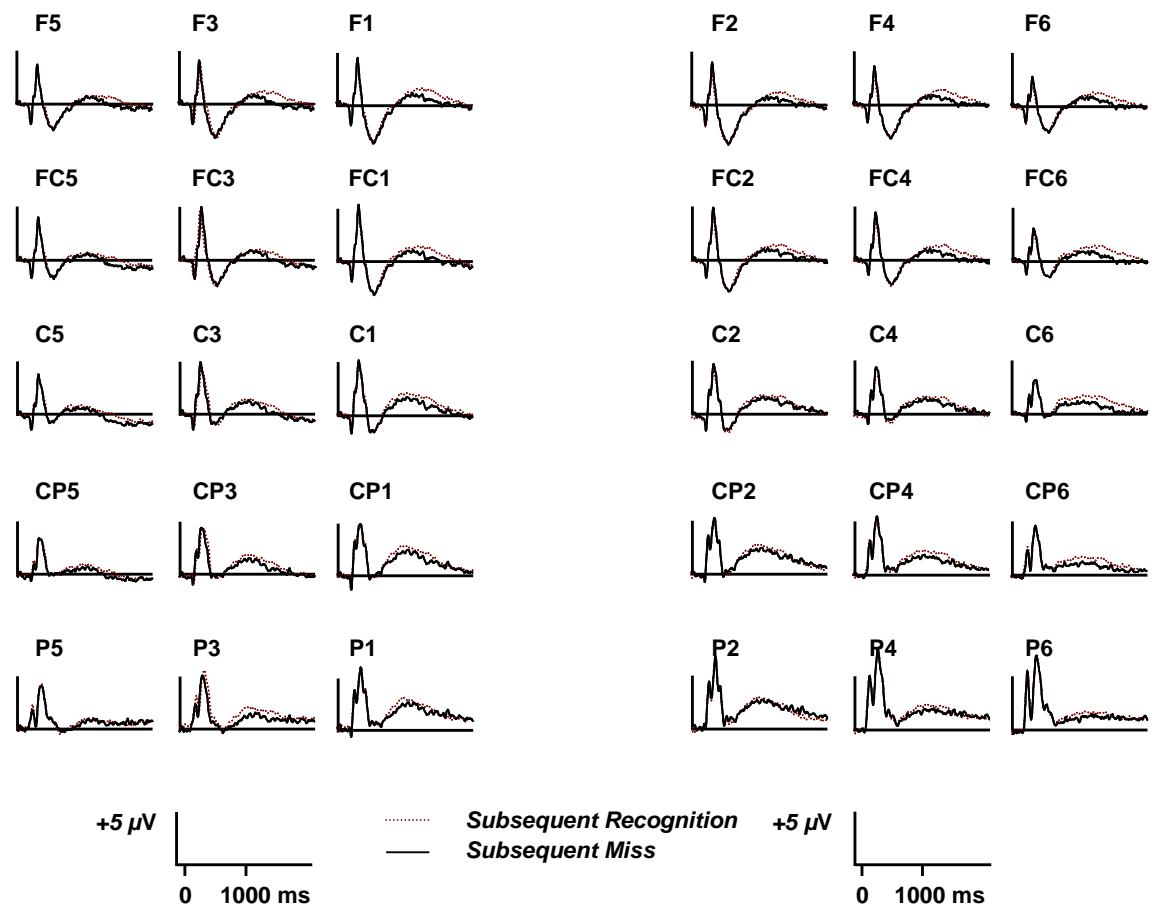 F5 F3 F1 F2 F4 F6
FC5 FC3 FC1 FC2 FC4 FC6
C5 C3 C1 C2 C4 C6
CP5 CP3 CP1 CP2 CP4 CP6
P5 P3 P1 P2 P4 P6
+5 µV Subsequent Recognition +5 µV
Subsequent Miss
0 1000 ms 0 1000 ms